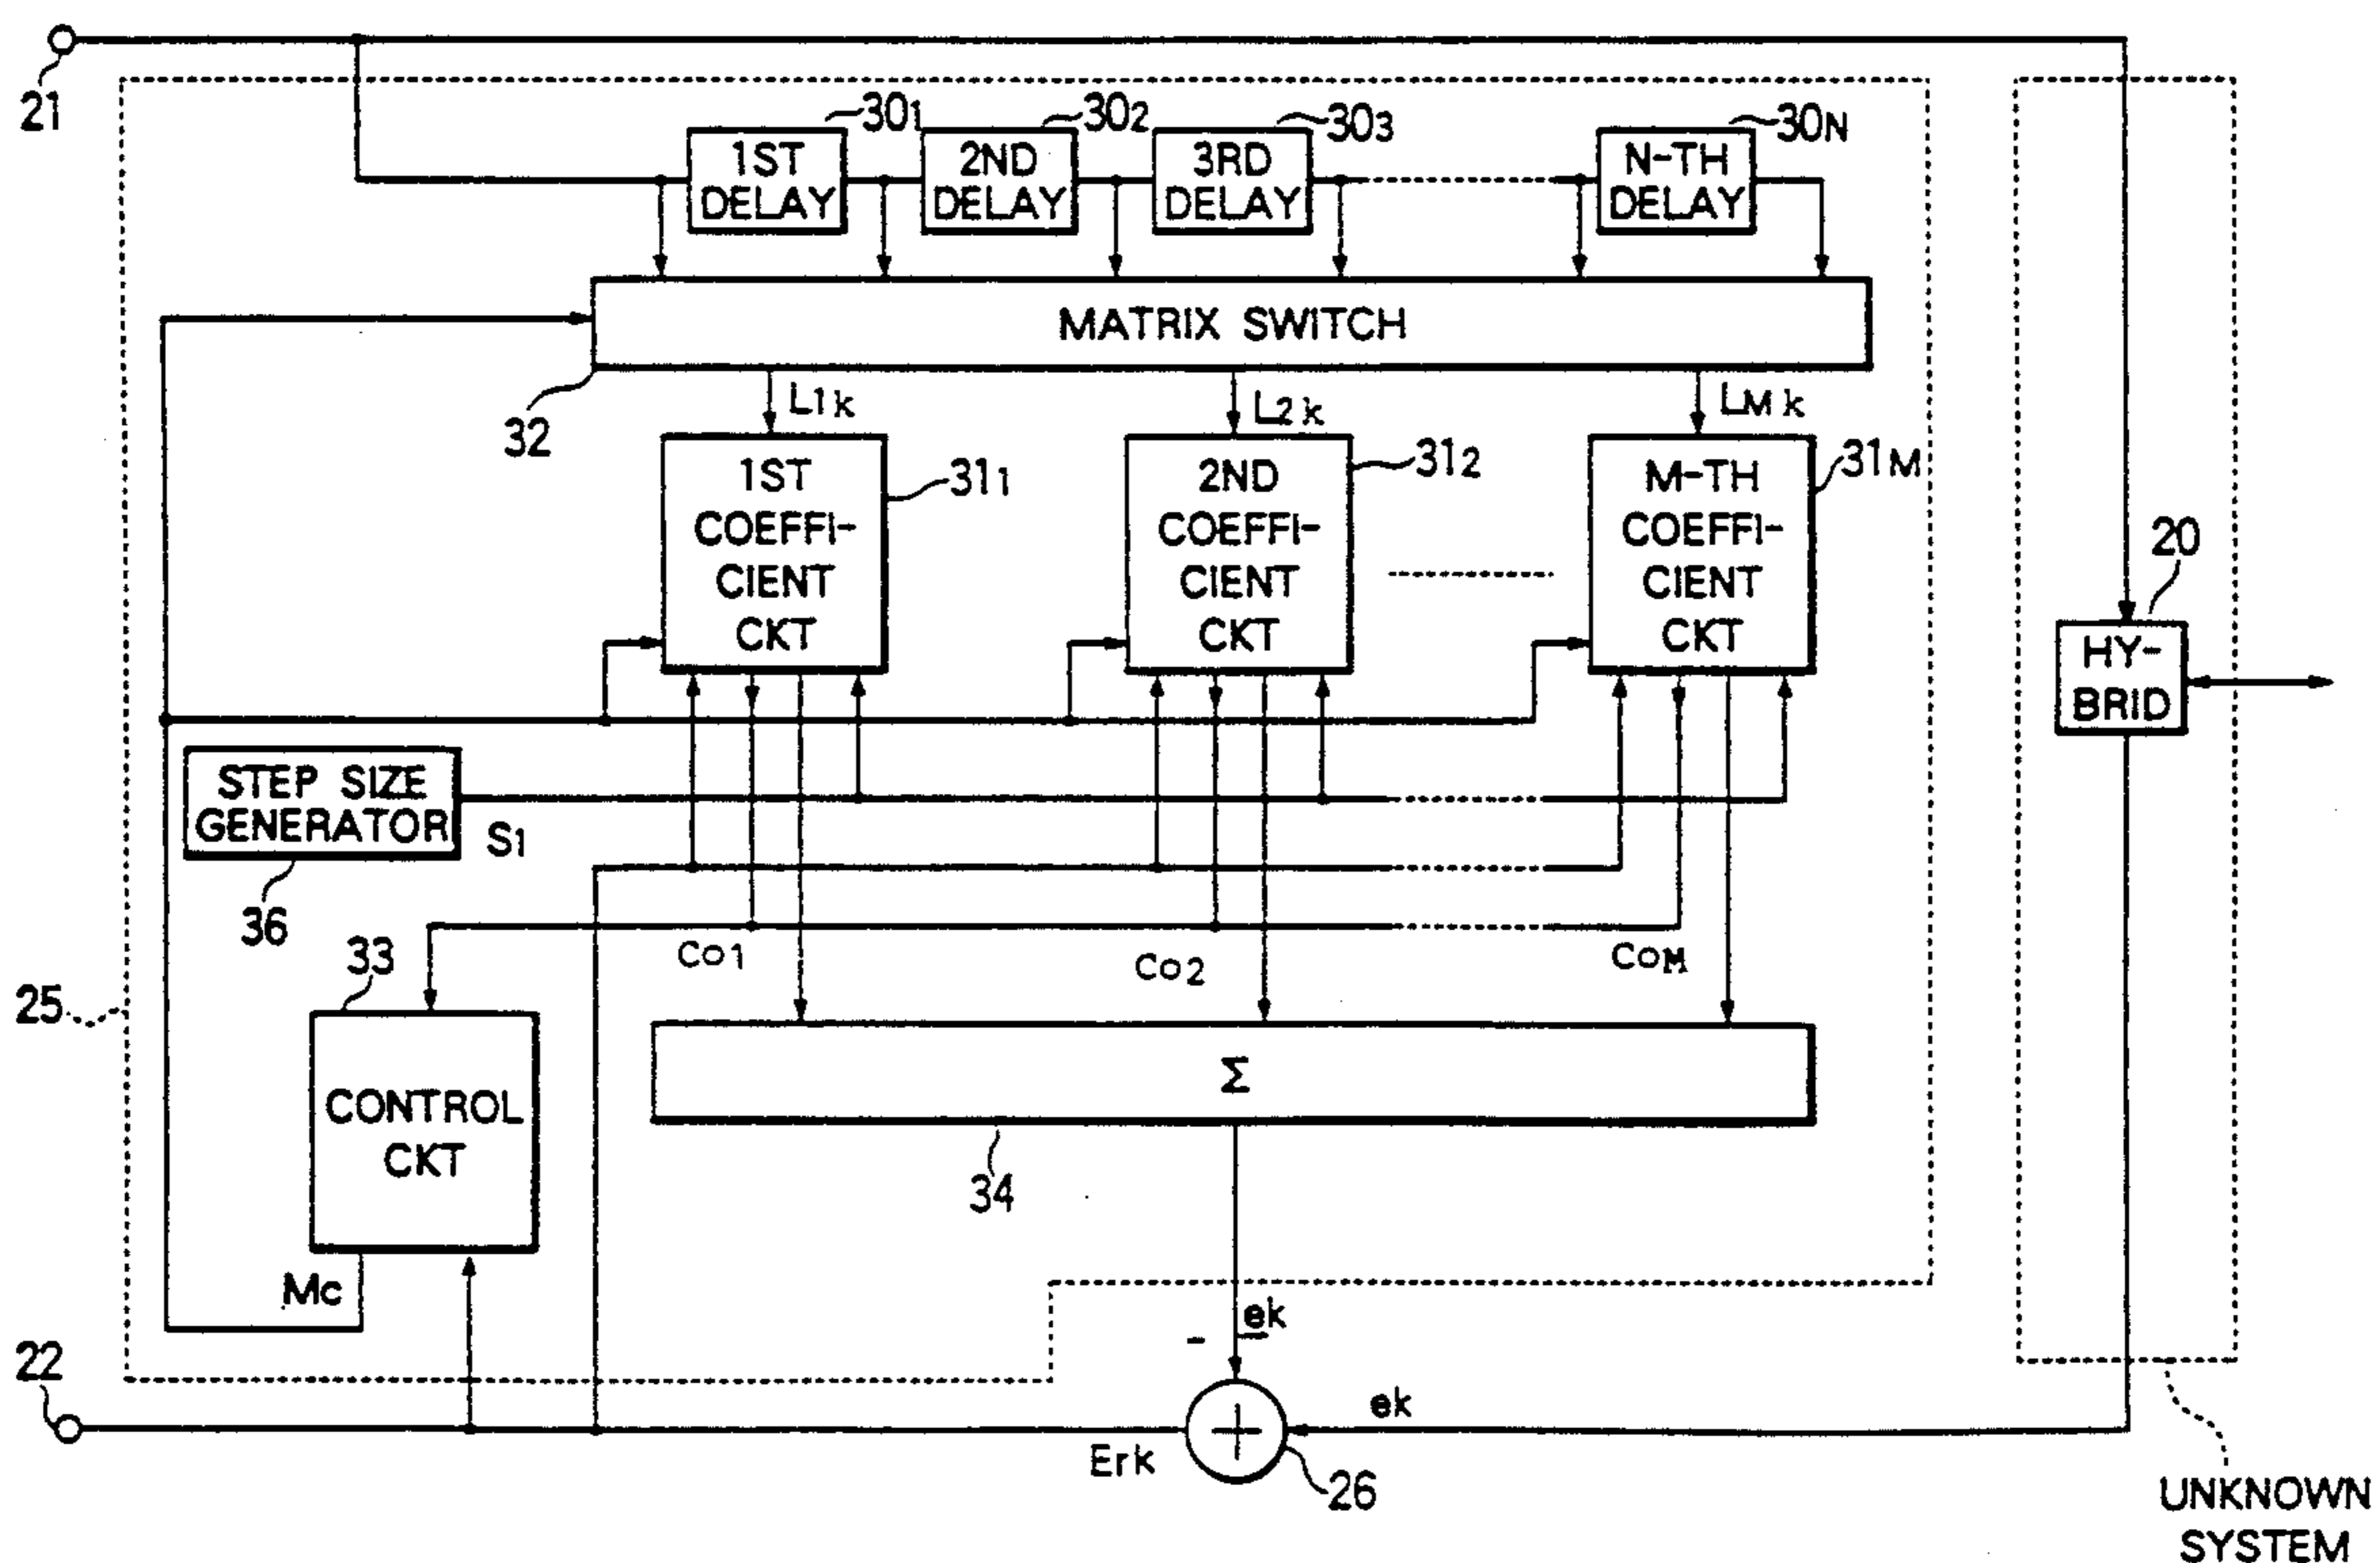 21
30₁
30₂
30₃
30N
1ST
DELAY
2ND
DELAY
3RD
DELAY
N-TH
DELAY
MATRIX SWITCH
32
L1k
L2k
LMk
1ST
COEFFI-
CIENT
CKT
31₁
2ND
COEFFI-
CIENT
CKT
31₂
M-TH
COEFFI-
CIENT
CKT
31M
20
HY-
BRID
STEP SIZE
GENERATOR
S1
36
Co1
Co2
CoM
33
25
CONTROL
CKT
Σ
34
Mc
- ek
22
ek
Erk
26
UNKNOWN
SYSTEM